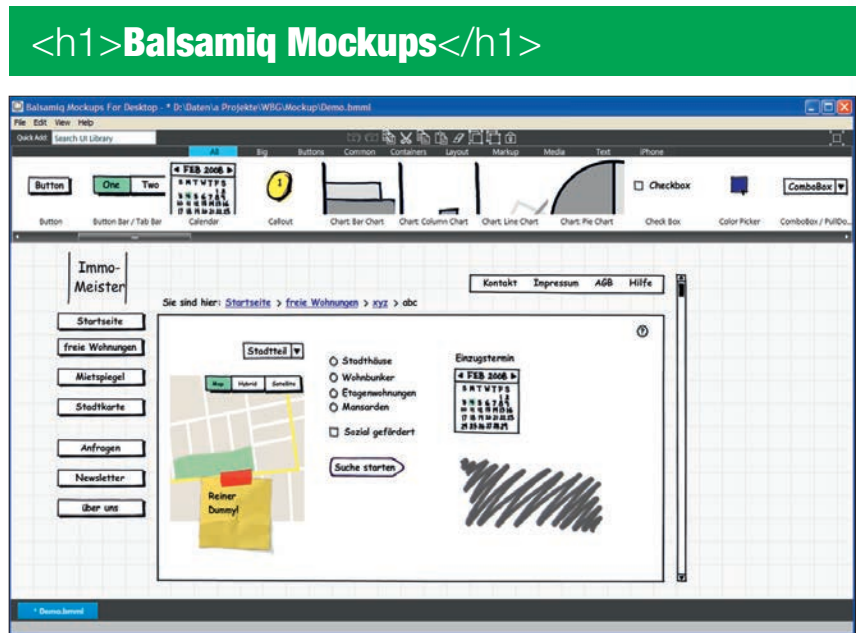 <h1>Balsamiq Mockups</h1>
Balsamiq Mockups For Desktop - * D:\Daten\a Projekte\WBG\Mockup\Demo.bmml
File Edit View Help
Quick Add Search UI Library
All Big Buttons Common Containers Layout Markup Media Text iPhone
Button One Two FEB 2008 1 Checkbox ComboBox
SMTWTFS
Button Button Bar / Tab Bar Calendar Callout Chart: Bar Chart Chart: Column Chart Chart: Line Chart Chart: Pie Chart Check Box Color Picker ComboBox / PullDo...
Immo-
Meister
Kontakt Impressum AGB Hilfe
Sie sind hier: Startseite > freie Wohnungen > xyz > abc
Startseite
freie Wohnungen
Mietspiegel
Stadtkarte
Anfragen
Newsletter
über uns
?
Stadtteil
Map Hybrid Satellite
Stadthäuse
Wohnbunker
Etagenwohnungen
Mansarden
Sozial gefördert
Suche starten
Einzugstermin
FEB 2008
SMTWTFS
Reiner
Dummy!
* Demo.bmml